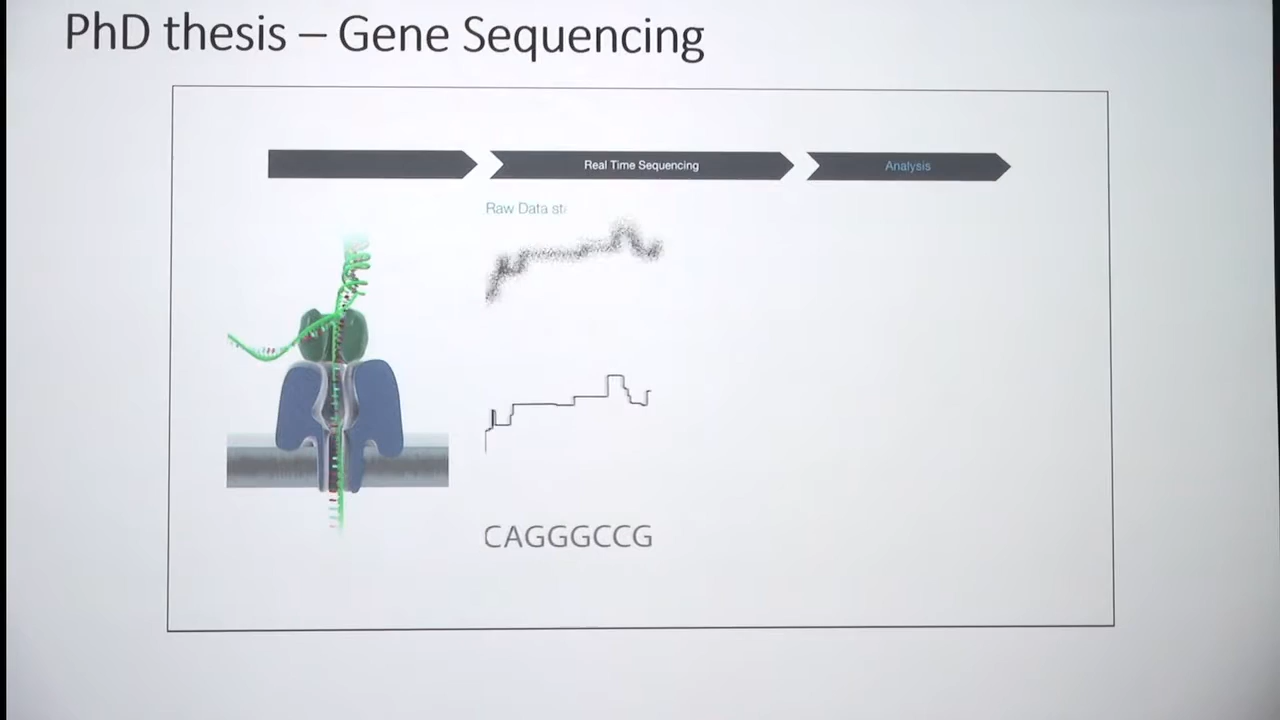 PhD thesis – Gene Sequencing
Real Time Sequencing
Analysis
Raw Data
CAGGGCCG